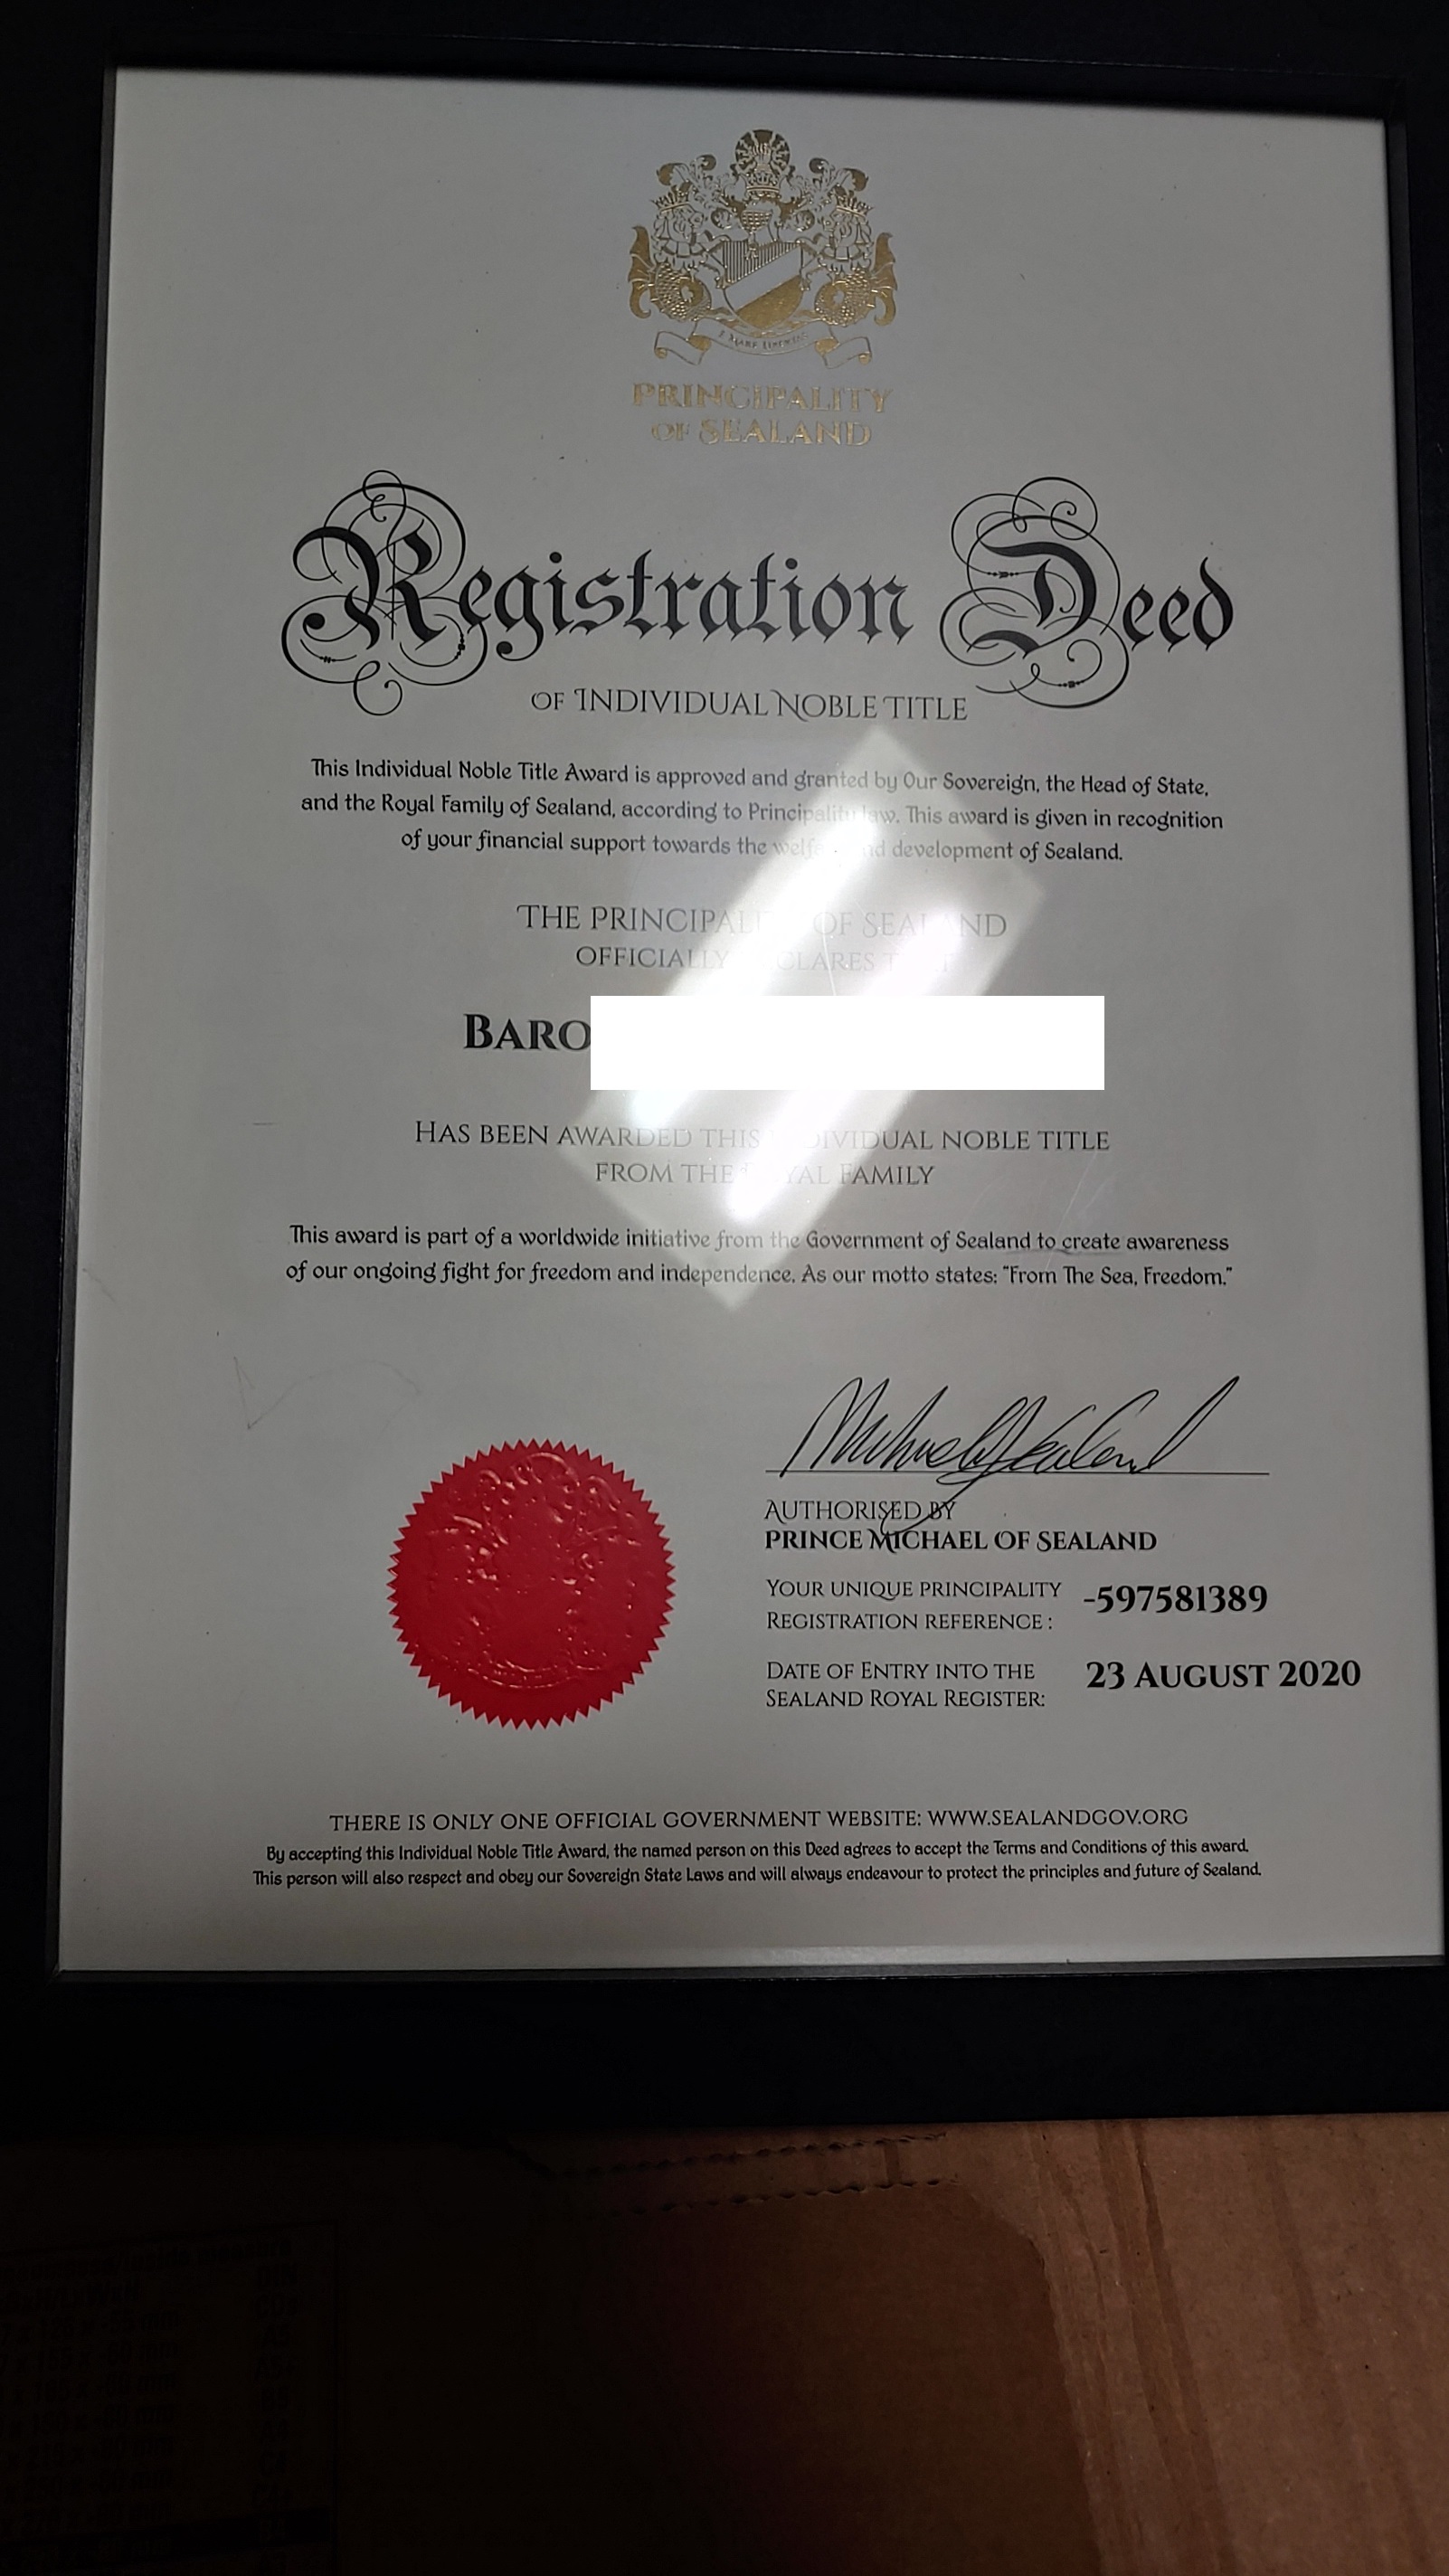 E Mare Libertas
PRINCIPALITY
OF SEALAND
Registration Deed
OF INDIVIDUAL NOBLE TITLE
This Individual Noble Title Award is approved and granted by Our Sovereign, the Head of State,
and the Royal Family of Sealand, according to Principality law. This award is given in recognition
of your financial support towards the development of Sealand.
THE PRINCIPALITY OF SEALAND
OFFICIALLY DECLARES
BARO
HAS BEEN AWARDED THIS INDIVIDUAL NOBLE TITLE
FROM THE ROYAL FAMILY
This award is part of a worldwide initiative from the Government of Sealand to create awareness
of our ongoing fight for freedom and independence. As our motto states: "From The Sea, Freedom."
Michael of Sealand
AUTHORISED BY
PRINCE MICHAEL OF SEALAND
YOUR UNIQUE PRINCIPALITY
REGISTRATION REFERENCE : -597581389
DATE OF ENTRY INTO THE
SEALAND ROYAL REGISTER: 23 AUGUST 2020
THERE IS ONLY ONE OFFICIAL GOVERNMENT WEBSITE: WWW.SEALANDGOV.ORG
By accepting this Individual Noble Title Award, the named person on this Deed agrees to accept the Terms and Conditions of this award.
This person will also respect and obey our Sovereign State Laws and will always endeavour to protect the principles and future of Sealand.